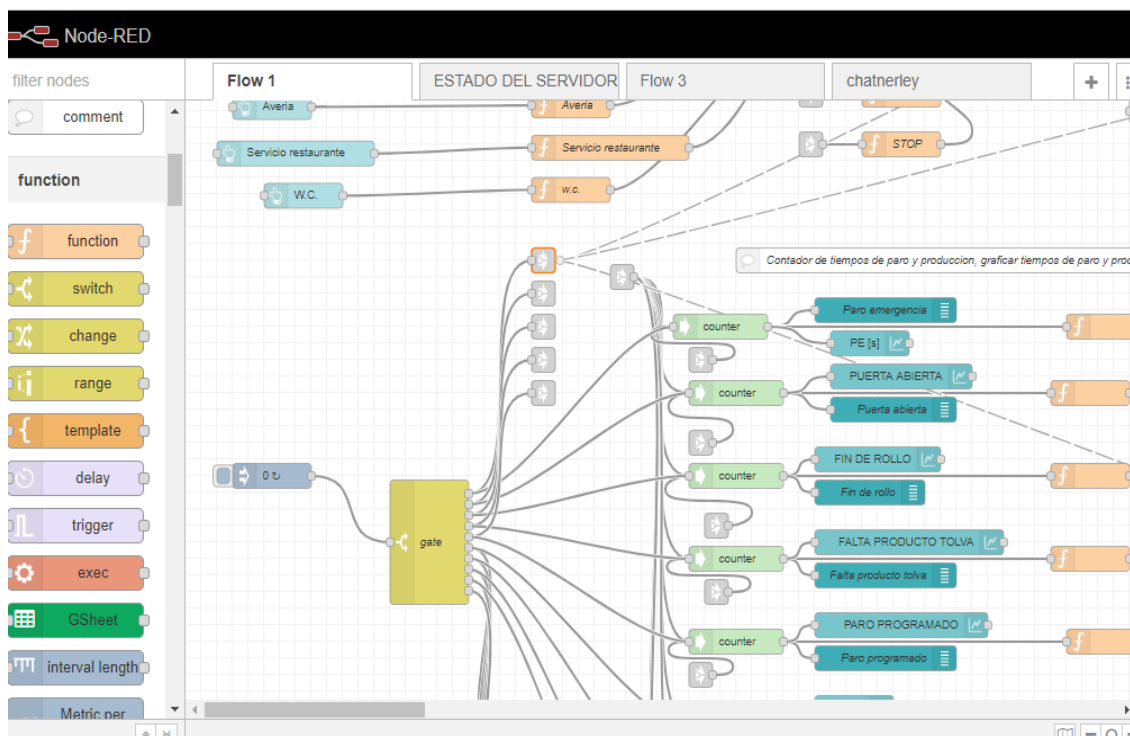 Node-RED
filter nodes
Flow 1
ESTADO DEL SERVIDOR
Flow 3
chatnerley
+
comment
function
function
switch
change
range
template
delay
trigger
exec
GSheet
interval length
Metric per
Averia
Averia
Servicio restaurante
Servicio restaurante
STOP
W.C.
w.c.
Contador de tiempos de paro y produccion, graficar tiempos de paro y
counter
Paro emergencia
PE [s]
counter
PUERTA ABIERTA
Puerta abierta
0 ↻
gate
counter
FIN DE ROLLO
Fin de rollo
counter
FALTA PRODUCTO TOLVA
Falta producto tolva
counter
PARO PROGRAMADO
Paro programado